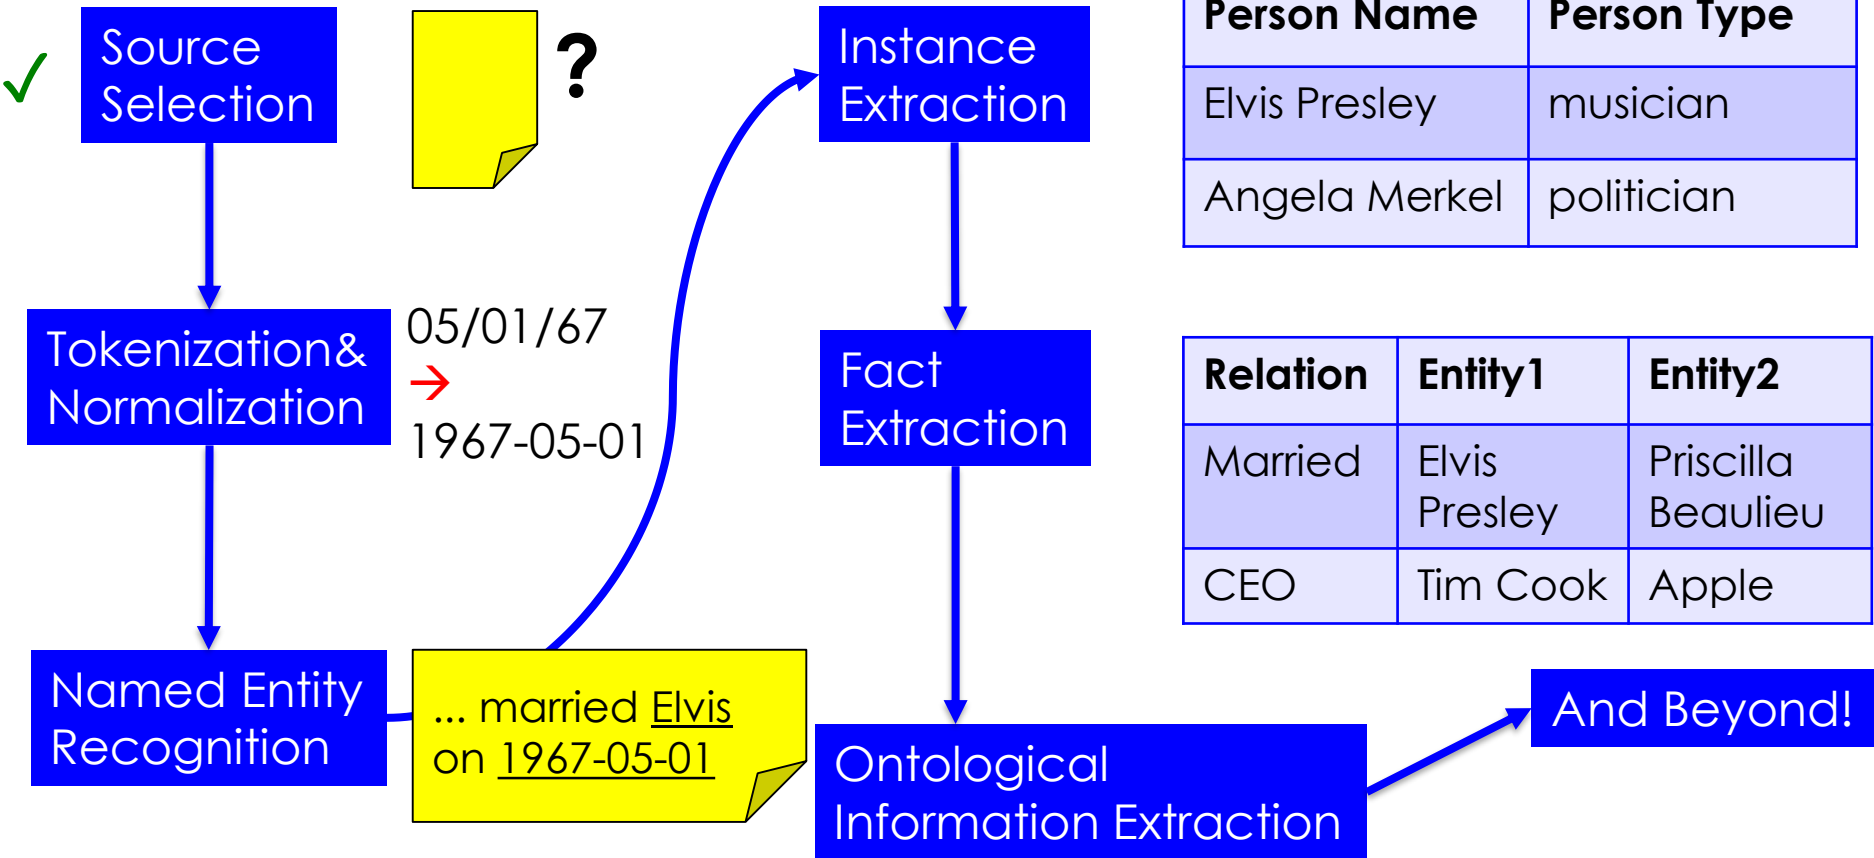 ✓
Source
Selection
?
Tokenization&
Normalization
05/01/67
→
1967-05-01
Named Entity
Recognition
... married Elvis
on 1967-05-01
Instance
Extraction
Fact
Extraction
Ontological
Information Extraction
And Beyond!
Person Name Person Type
Elvis Presley musician
Angela Merkel politician
Relation Entity1 Entity2
Married Elvis Priscilla
Presley Beaulieu
CEO Tim Cook Apple